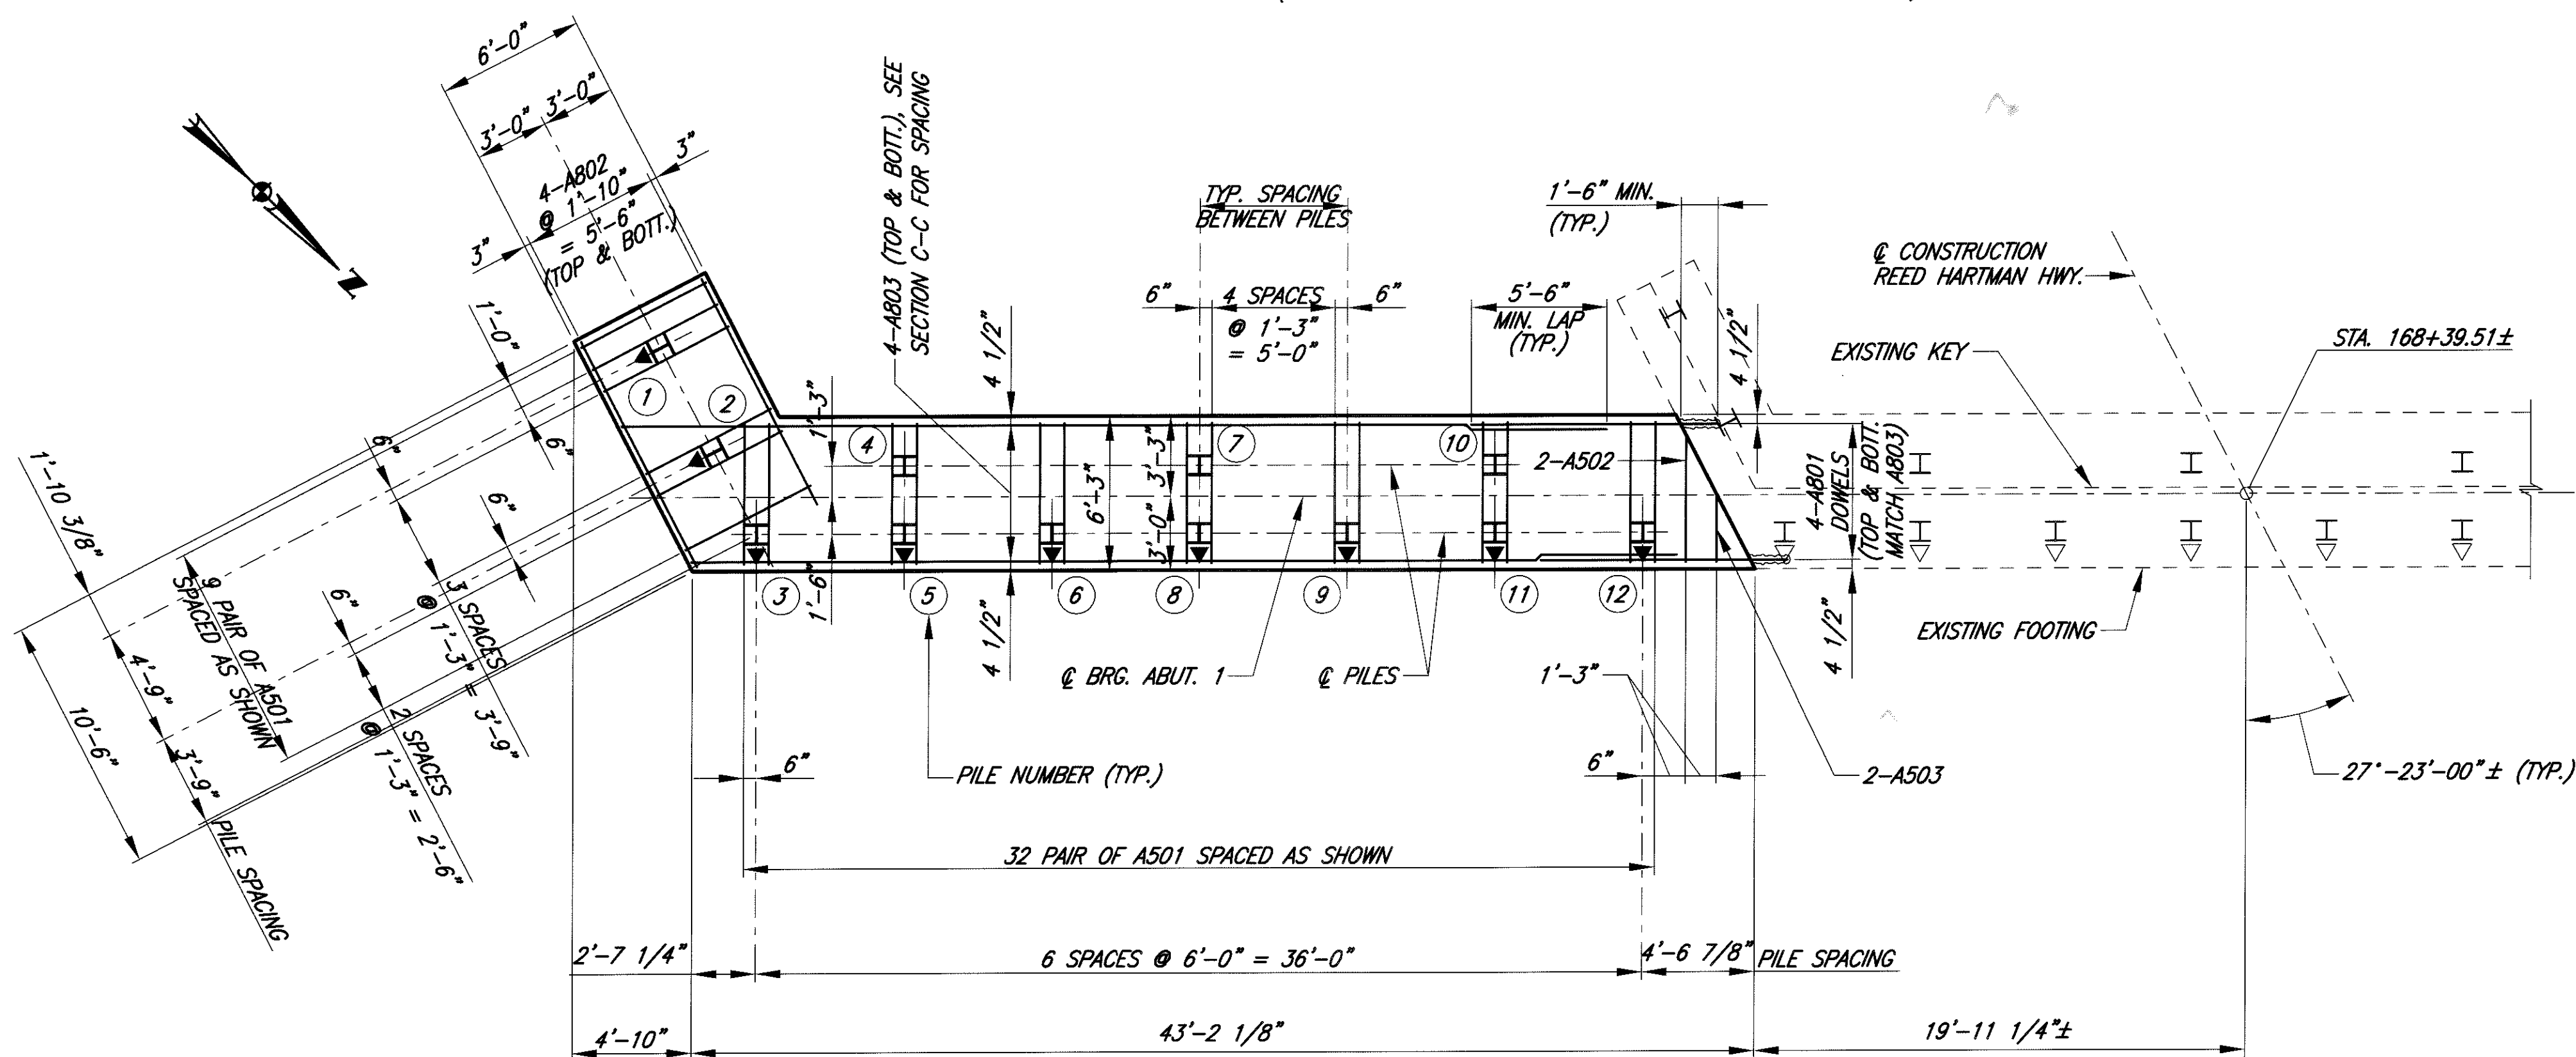 6'-0"
3'-0"
3'-0"
3"
4-A802
@ 1'-10"
= 5'-6"
(TOP & BOTT.)
3"
N
4-A803 (TOP & BOTT.), SEE
SECTION C-C FOR SPACING
TYP. SPACING
BETWEEN PILES
6"
4 SPACES
@ 1'-3"
= 5'-0"
6"
5'-6"
MIN. LAP
(TYP.)
1'-6" MIN.
(TYP.)
℄ CONSTRUCTION
REED HARTMAN HWY.
EXISTING KEY
STA. 168+39.51±
1'-0"
6"
4 1/2"
4 1/2"
1
2
1'-3"
4
7
10
3'-3"
6'-3"
3'-0"
2-A502
4-A801
DOWELS
(TOP & BOTT.
MATCH A803)
6"
6"
1'-10 3/8"
1'-6"
3
5
6
8
9
11
12
4 1/2"
4 1/2"
EXISTING FOOTING
9 PAIR OF A501
SPACED AS SHOWN
6"
3 SPACES
@ 1'-3" = 3'-9"
2 SPACES
@ 1'-3" = 2'-6"
4'-9"
10'-6"
3'-9"
PILE SPACING
℄ BRG. ABUT. 1
℄ PILES
1'-3"
6"
PILE NUMBER (TYP.)
6"
2-A503
27°-23'-00"± (TYP.)
32 PAIR OF A501 SPACED AS SHOWN
2'-7 1/4"
6 SPACES @ 6'-0" = 36'-0"
4'-6 7/8"
PILE SPACING
4'-10"
43'-2 1/8"
19'-11 1/4"±